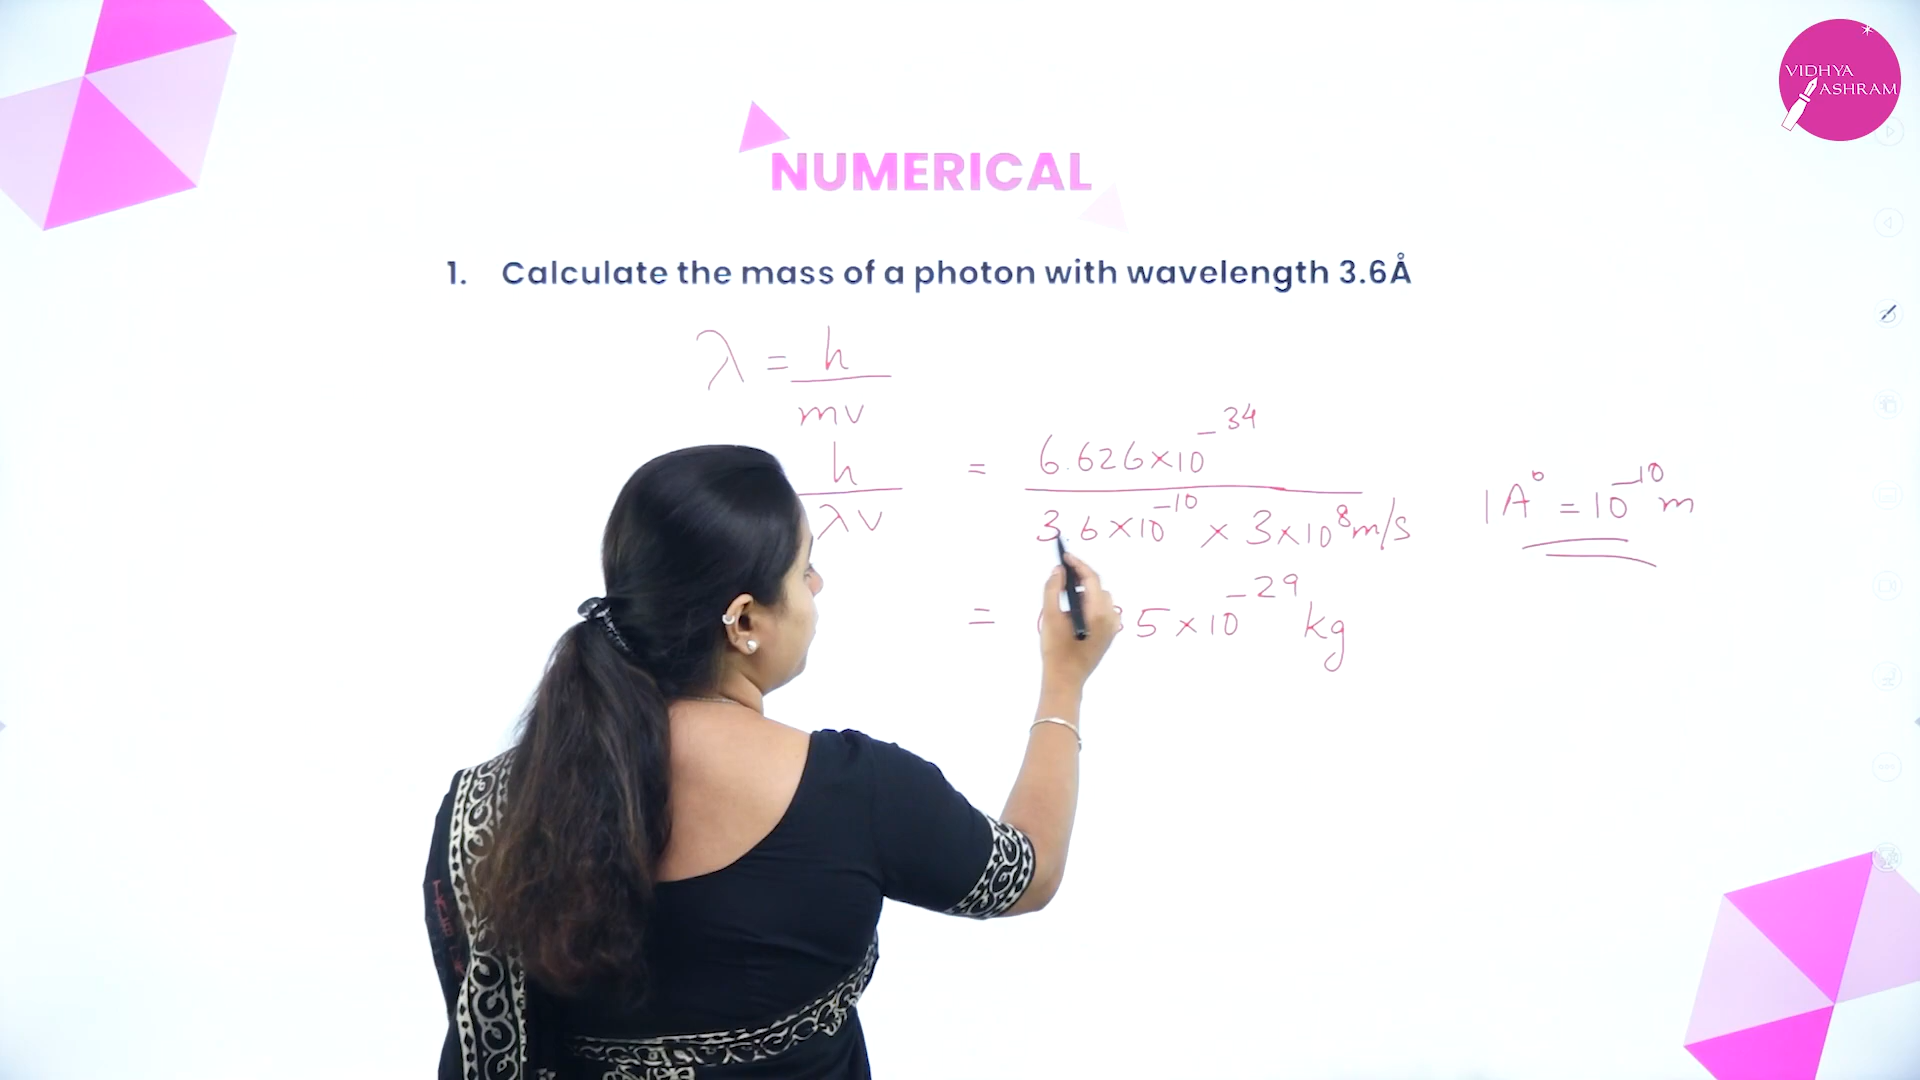 VIDHYA
ASHRAM
NUMERICAL
1. Calculate the mass of a photon with wavelength 3.6Å
λ = h / mv
h / λv = 6.626×10⁻³⁴ / 3.6×10⁻¹⁰ × 3×10⁸ m/s
1A° = 10⁻¹⁰ m
= 5×10⁻²⁹ kg